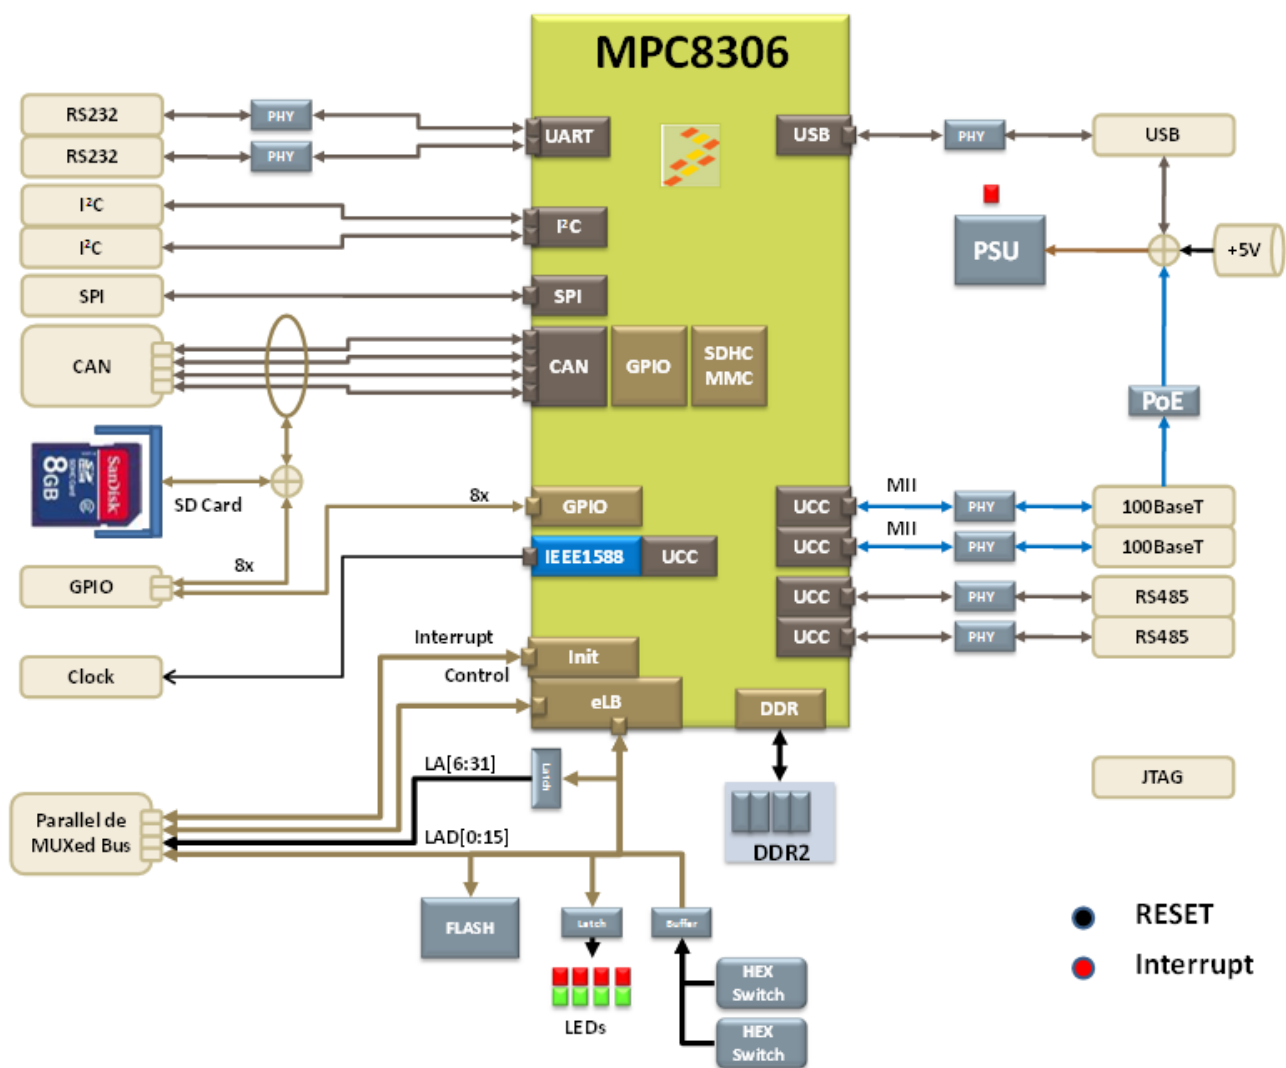 MPC8306
RS232
PHY
UART
USB
PHY
USB
RS232
PHY
I²C
I²C
I²C
PSU
+5V
SPI
SPI
CAN
CAN
GPIO
SDHC
MMC
PoE
SanDisk
8GB
SD Card
8x
GPIO
UCC
MII
PHY
100BaseT
IEEE1588
UCC
UCC
MII
PHY
100BaseT
8x
GPIO
UCC
PHY
RS485
UCC
PHY
RS485
Interrupt
Init
Clock
Control
eLB
DDR
LA[6:31]
Latch
JTAG
Parallel de
MUXed Bus
LAD[0:15]
DDR2
FLASH
Latch
Buffer
RESET
HEX
Switch
Interrupt
LEDs
HEX
Switch